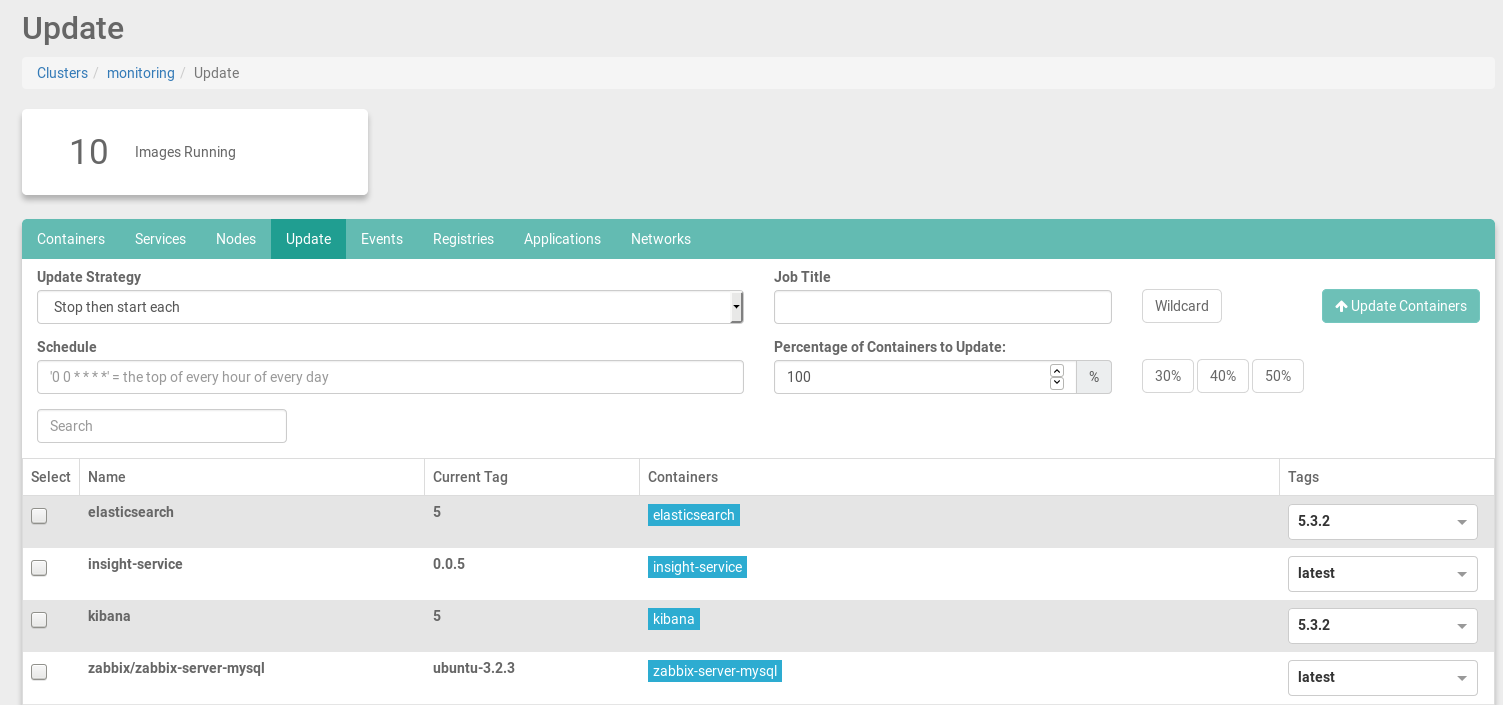 Update
Clusters / monitoring / Update
10 Images Running
Containers Services Nodes Update Events Registries Applications Networks
Update Strategy Job Title
Stop then start each Wildcard Update Containers
Schedule Percentage of Containers to Update:
'0 0 * * * *' = the top of every hour of every day 100 % 30% 40% 50%
Search
Select Name Current Tag Containers Tags
elasticsearch 5 elasticsearch 5.3.2
insight-service 0.0.5 insight-service latest
kibana 5 kibana 5.3.2
zabbix/zabbix-server-mysql ubuntu-3.2.3 zabbix-server-mysql latest